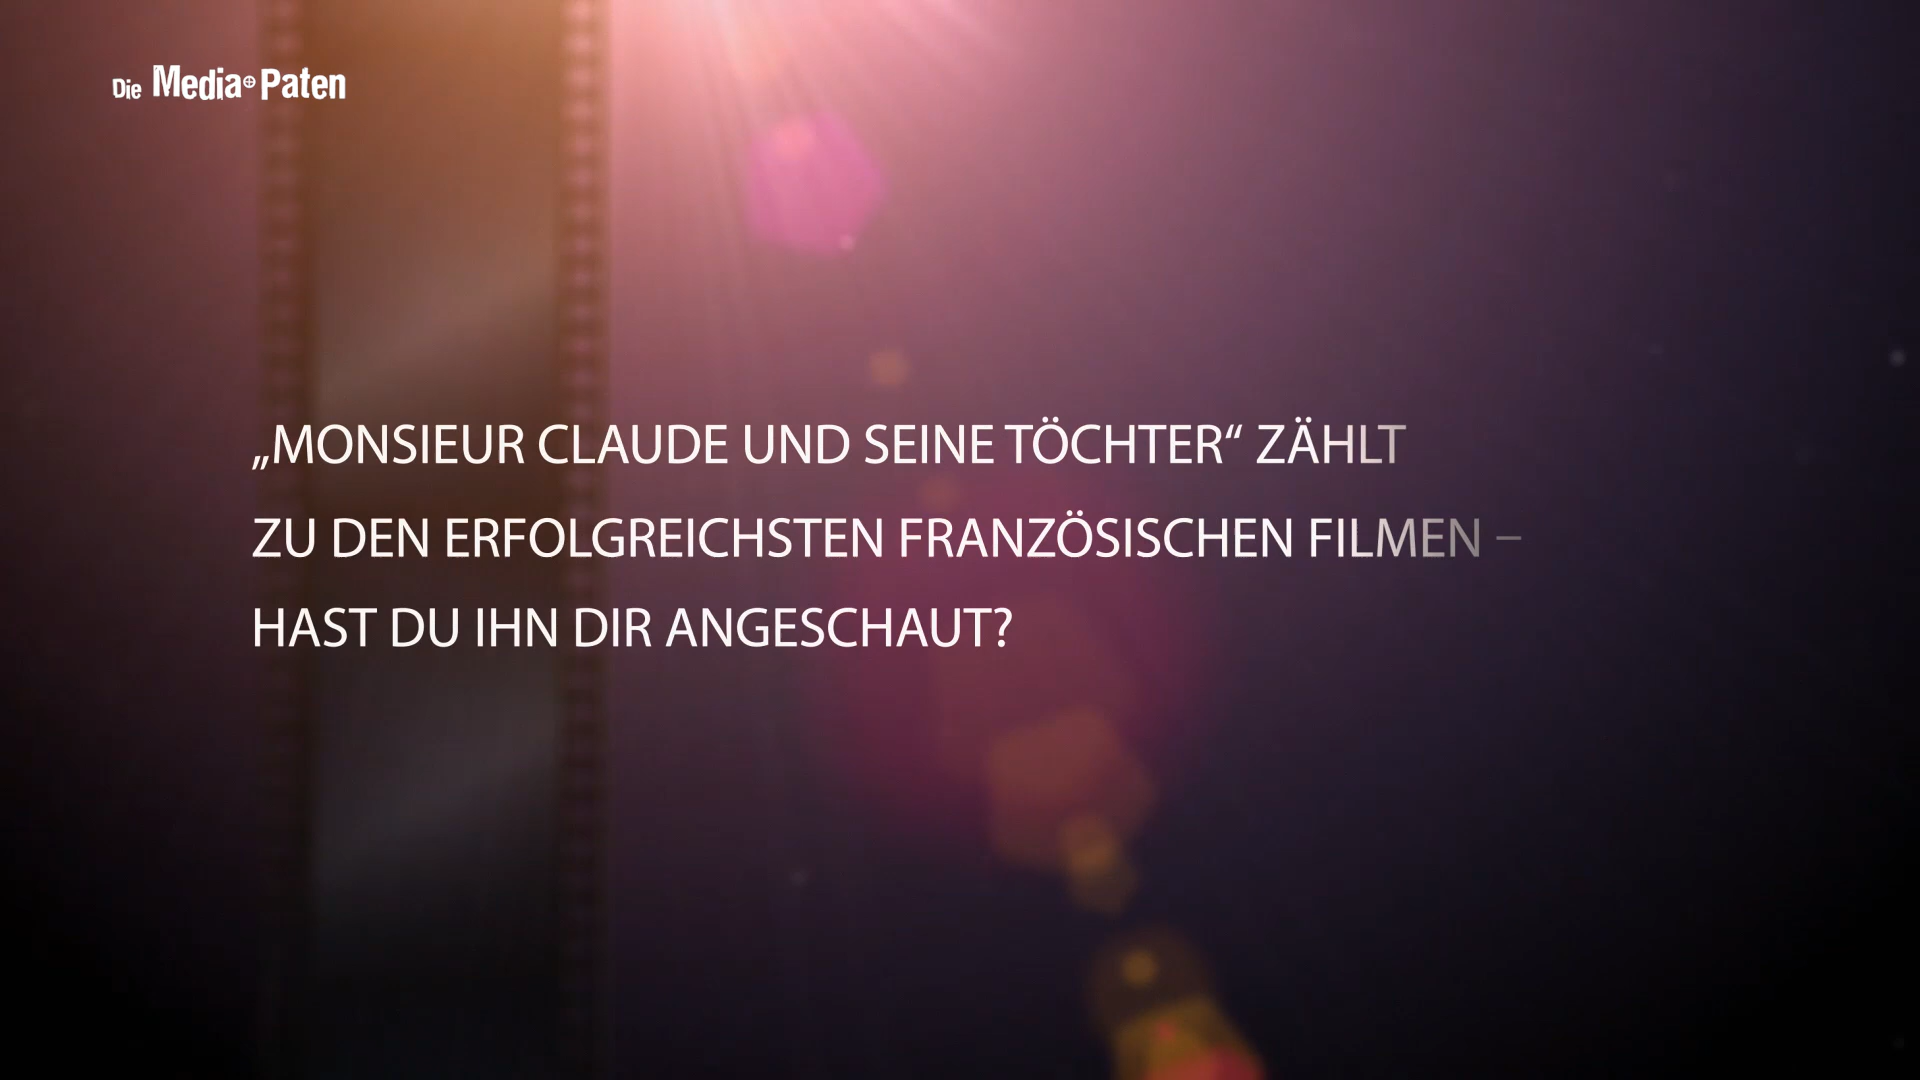 Die Media Paten
„MONSIEUR CLAUDE UND SEINE TÖCHTER“ ZÄHLT
ZU DEN ERFOLGREICHSTEN FRANZÖSISCHEN FILMEN –
HAST DU IHN DIR ANGESCHAUT?